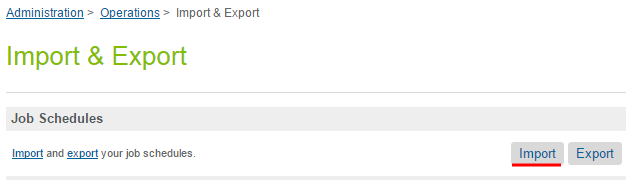 Administration > Operations > Import & Export
Import & Export
Job Schedules
Import and export your job schedules. Import Export